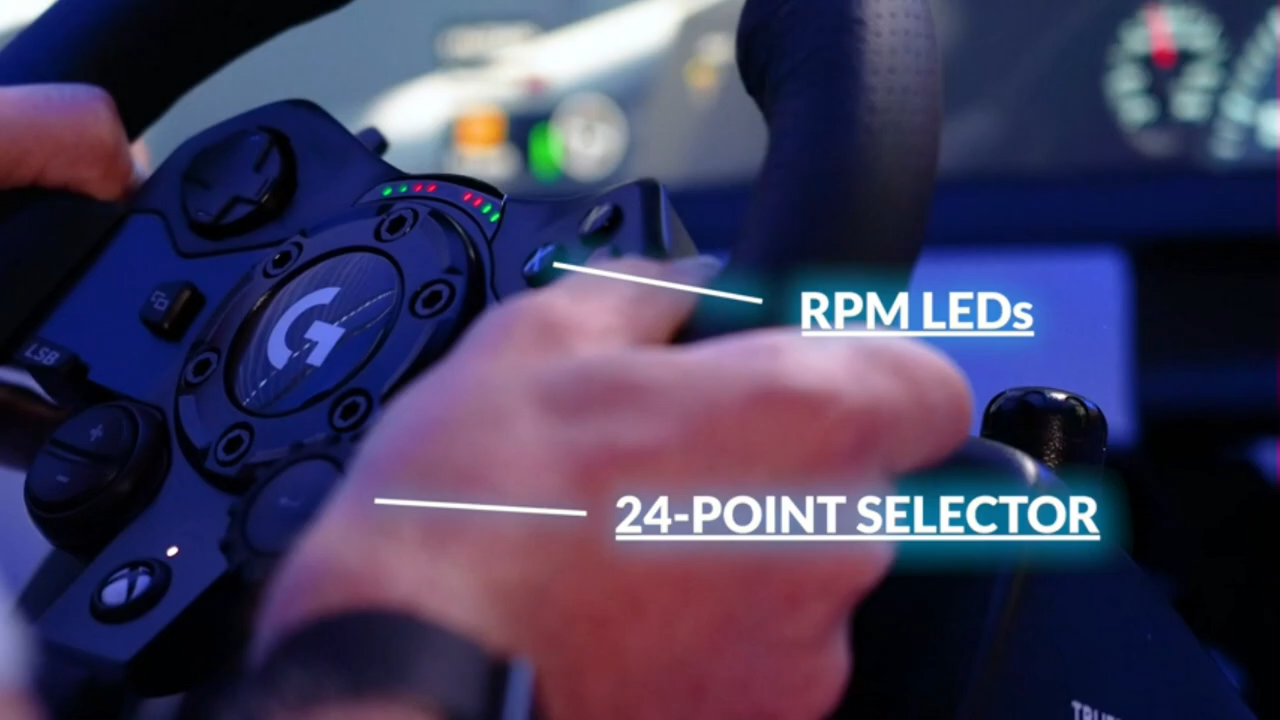 LSB
X
RPM LEDs
+
-
24-POINT SELECTOR